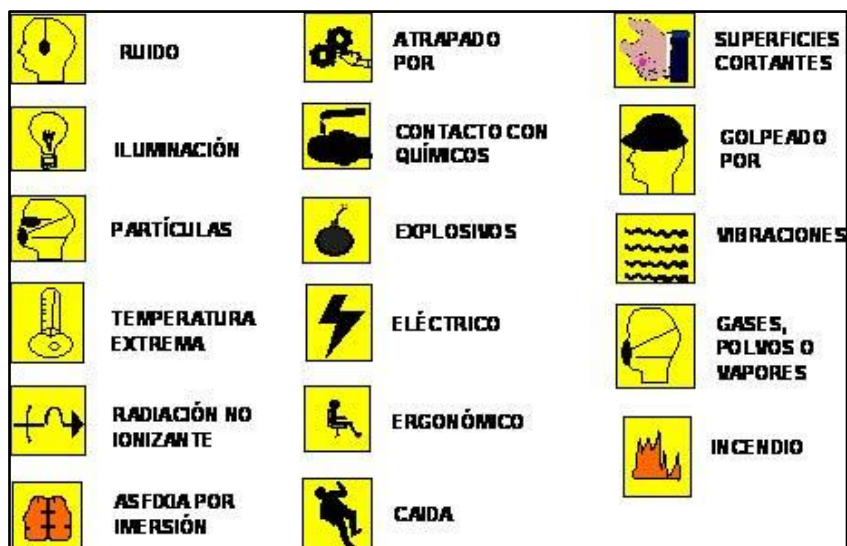 RUIDO
ILUMINACIÓN
PARTÍCULAS
TEMPERATURA
EXTREMA
RADIACIÓN NO
IONIZANTE
ASFIXIA POR
IMERSIÓN
ATRAPADO
POR
CONTACTO CON
QUÍMICOS
EXPLOSIVOS
ELÉCTRICO
ERGONÓMICO
CAIDA
SUPERFICIES
CORTANTES
GOLPEADO
POR
VIBRACIONES
GASES,
POLVOS O
VAPORES
INCENDIO